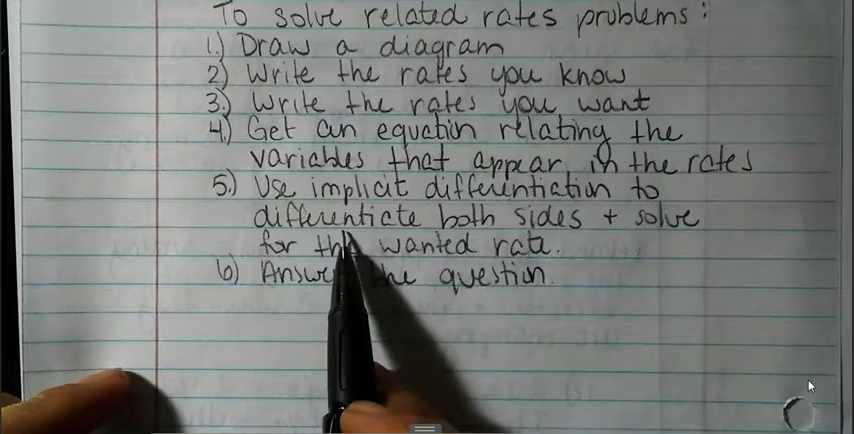 To solve related rates problems:
1.) Draw a diagram
2) Write the rates you know
3.) Write the rates you want
4.) Get an equation relating the
variables that appear in the rates
5.) Use implicit differentiation to
differentiate both sides + solve
for the wanted rate.
6) Answer the question.